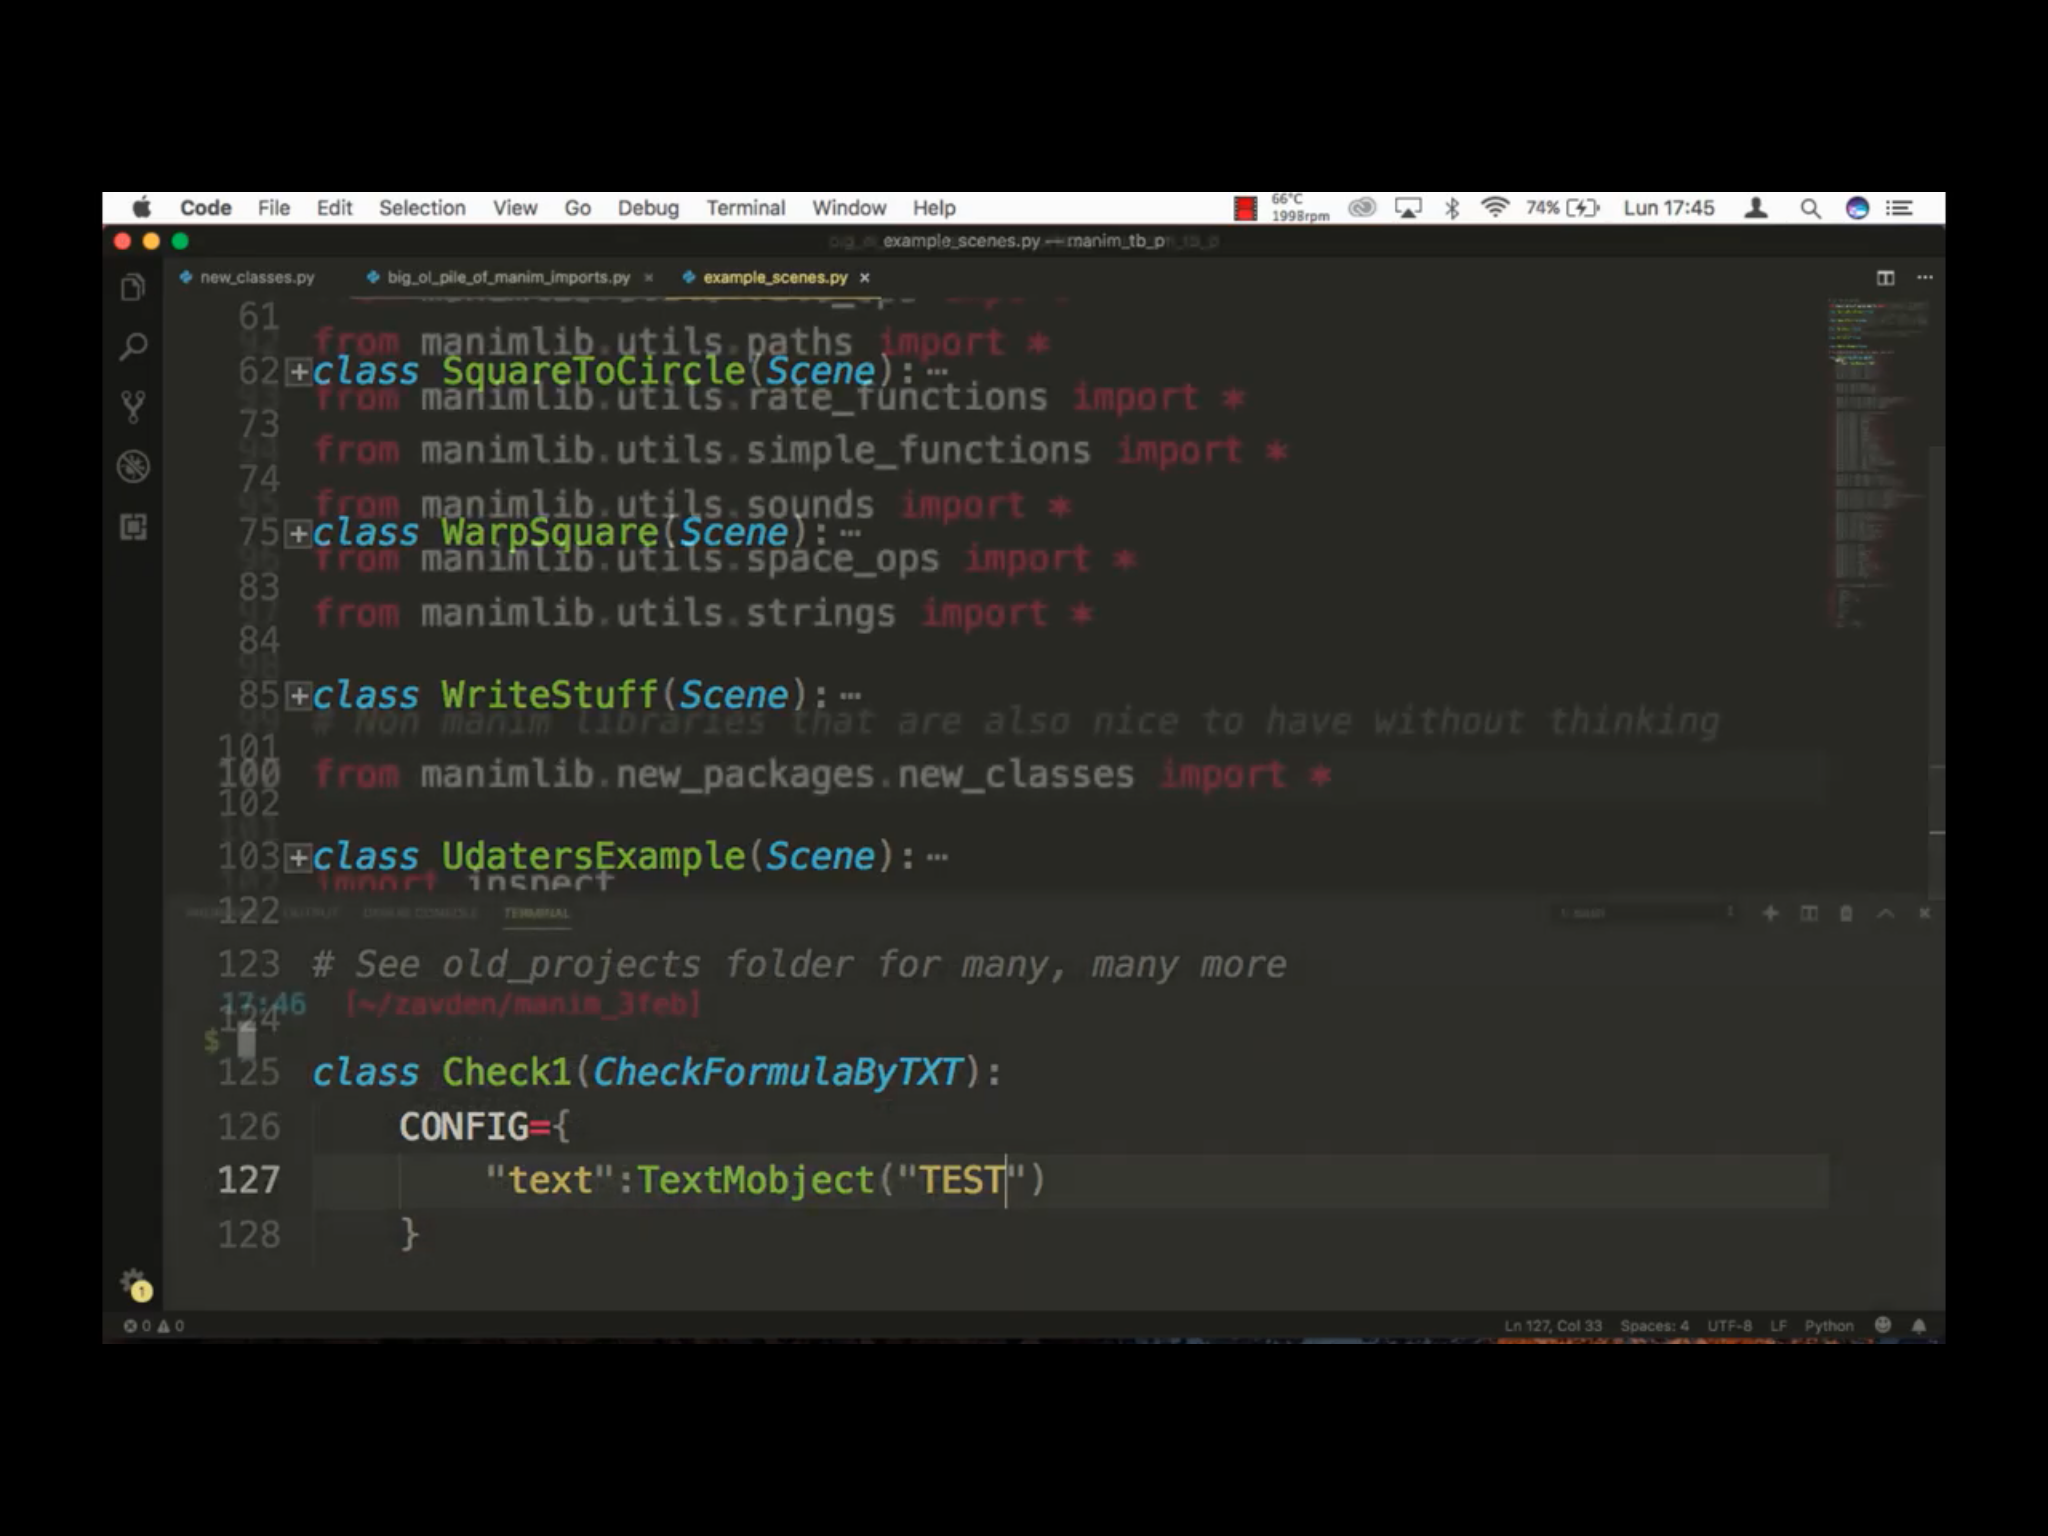 Code File Edit Selection View Go Debug Terminal Window Help 66°C 1998rpm 74% Lun 17:45
example_scenes.py — manim_tb_p
new_classes.py big_ol_pile_of_manim_imports.py × example_scenes.py ×
61
from manimlib.utils.paths import *
62 class SquareToCircle(Scene):…
from manimlib.utils.rate_functions import *
73
from manimlib.utils.simple_functions import *
74
from manimlib.utils.sounds import *
75 class WarpSquare(Scene):…
from manimlib.utils.space_ops import *
83
from manimlib.utils.strings import *
84
85 class WriteStuff(Scene):…
# Non manim libraries that are also nice to have without thinking
101
100 from manimlib.new_packages.new_classes import *
102
103 class UdatersExample(Scene):…
import inspect
122 OUTPUT DEBUG CONSOLE TERMINAL
123 # See old_projects folder for many, many more
17:46 [~/zavden/manim_3feb]
124
$
125 class Check1(CheckFormulaByTXT):
126 CONFIG={
127 "text":TextMobject("TEST")
128 }
1
0 0 Ln 127, Col 33 Spaces: 4 UTF-8 LF Python